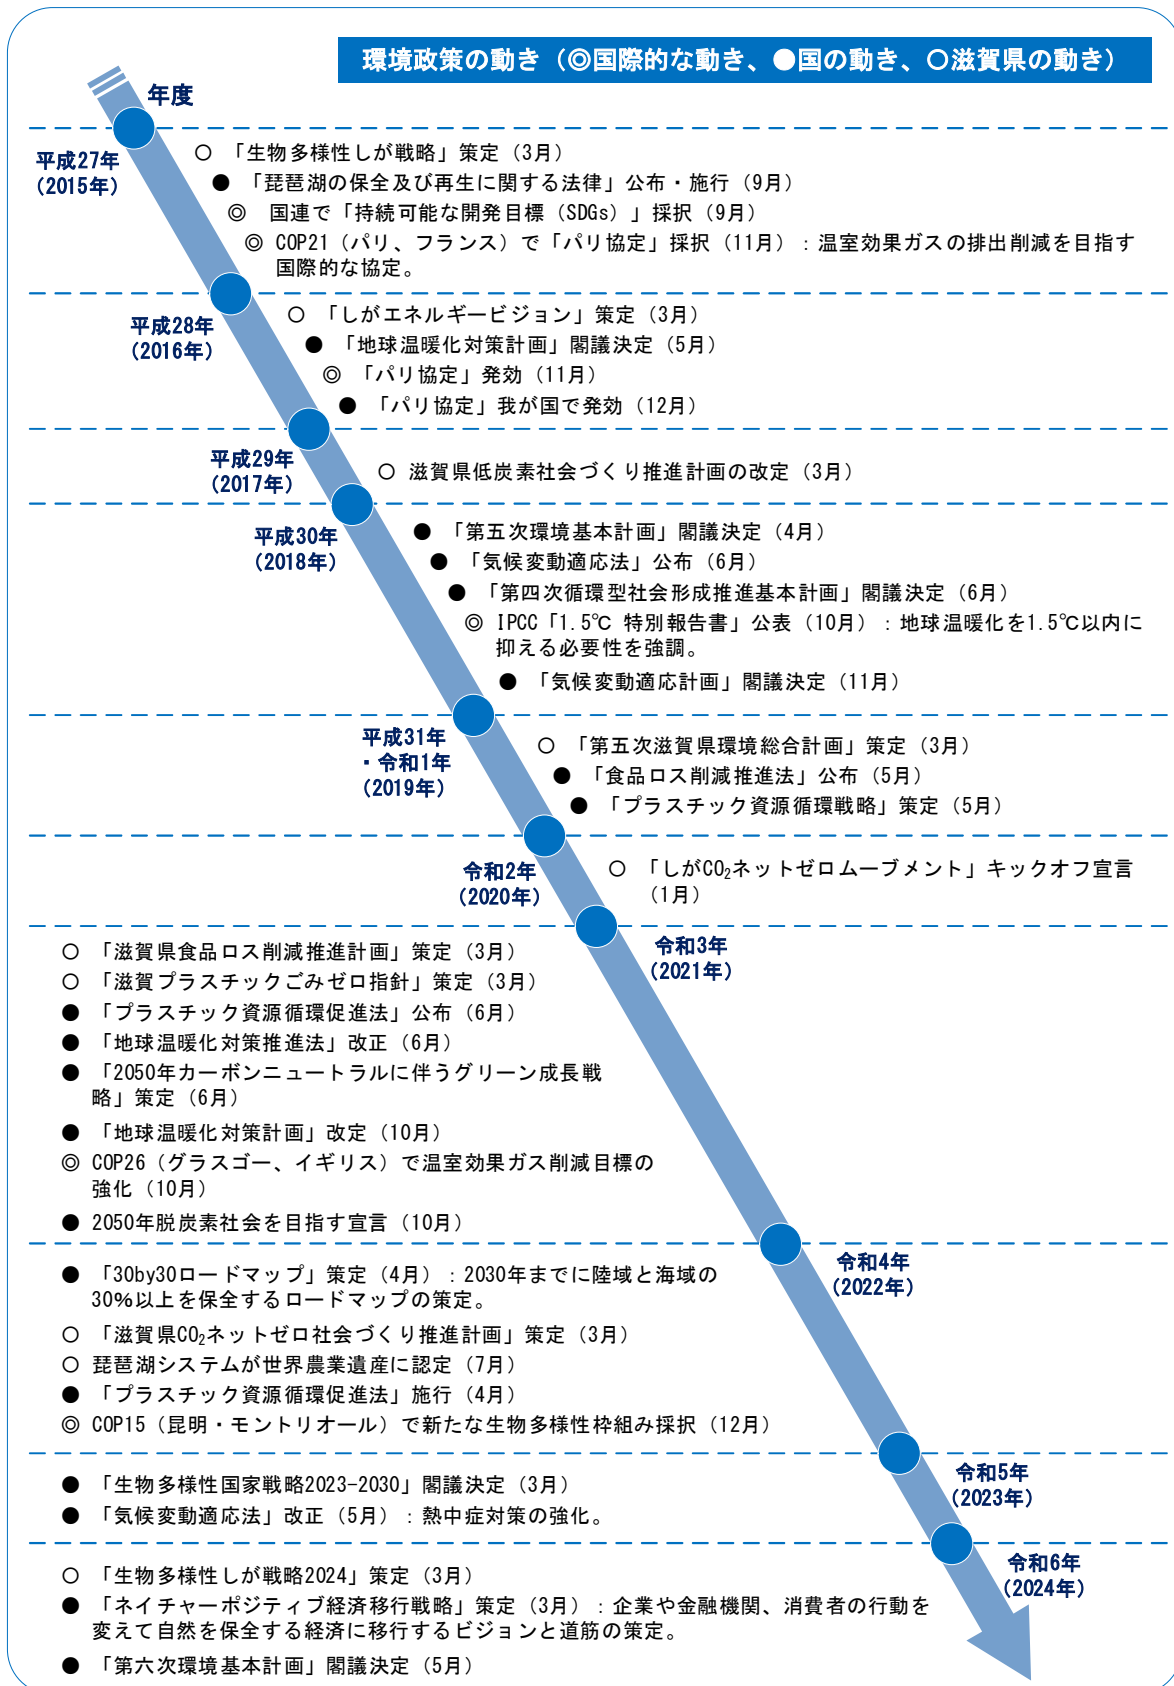 環境政策の動き（◎国際的な動き、●国の動き、○滋賀県の動き）
年度
平成27年
（2015年）
○ 「生物多様性しが戦略」策定（3月）
● 「琵琶湖の保全及び再生に関する法律」公布・施行（9月）
◎ 国連で「持続可能な開発目標（SDGs）」採択（9月）
◎ COP21（パリ、フランス）で「パリ協定」採択（11月）：温室効果ガスの排出削減を目指す
国際的な協定。
平成28年
（2016年）
○ 「しがエネルギービジョン」策定（3月）
● 「地球温暖化対策計画」閣議決定（5月）
◎ 「パリ協定」発効（11月）
● 「パリ協定」我が国で発効（12月）
平成29年
（2017年）
○ 滋賀県低炭素社会づくり推進計画の改定（3月）
平成30年
（2018年）
● 「第五次環境基本計画」閣議決定（4月）
● 「気候変動適応法」公布（6月）
● 「第四次循環型社会形成推進基本計画」閣議決定（6月）
◎ IPCC「1.5℃ 特別報告書」公表（10月）：地球温暖化を1.5℃以内に
抑える必要性を強調。
● 「気候変動適応計画」閣議決定（11月）
平成31年
・令和1年
（2019年）
○ 「第五次滋賀県環境総合計画」策定（3月）
● 「食品ロス削減推進法」公布（5月）
● 「プラスチック資源循環戦略」策定（5月）
令和2年
（2020年）
○ 「しがCO₂ネットゼロムーブメント」キックオフ宣言
（1月）
令和3年
（2021年）
○ 「滋賀県食品ロス削減推進計画」策定（3月）
○ 「滋賀プラスチックごみゼロ指針」策定（3月）
● 「プラスチック資源循環促進法」公布（6月）
● 「地球温暖化対策推進法」改正（6月）
● 「2050年カーボンニュートラルに伴うグリーン成長戦
略」策定（6月）
● 「地球温暖化対策計画」改定（10月）
◎ COP26（グラスゴー、イギリス）で温室効果ガス削減目標の
強化（10月）
● 2050年脱炭素社会を目指す宣言（10月）
令和4年
（2022年）
● 「30by30ロードマップ」策定（4月）：2030年までに陸域と海域の
30%以上を保全するロードマップの策定。
○ 「滋賀県CO₂ネットゼロ社会づくり推進計画」策定（3月）
○ 琵琶湖システムが世界農業遺産に認定（7月）
● 「プラスチック資源循環促進法」施行（4月）
◎ COP15（昆明・モントリオール）で新たな生物多様性枠組み採択（12月）
令和5年
（2023年）
● 「生物多様性国家戦略2023-2030」閣議決定（3月）
● 「気候変動適応法」改正（5月）：熱中症対策の強化。
令和6年
（2024年）
○ 「生物多様性しが戦略2024」策定（3月）
● 「ネイチャーポジティブ経済移行戦略」策定（3月）：企業や金融機関、消費者の行動を
変えて自然を保全する経済に移行するビジョンと道筋の策定。
● 「第六次環境基本計画」閣議決定（5月）